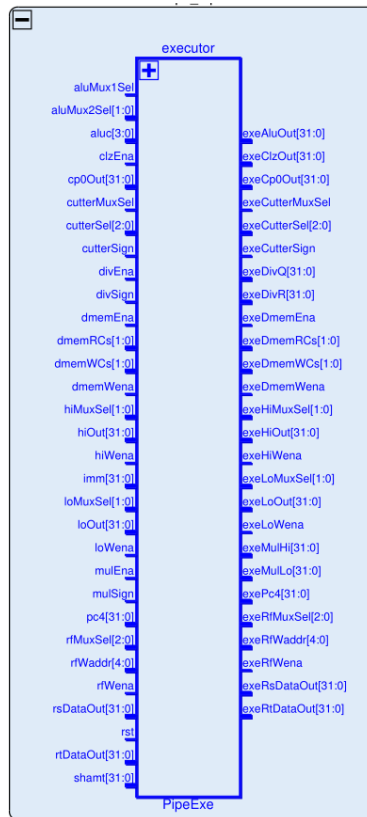 executor
aluMux1Sel
aluMux2Sel[1:0]
aluc[3:0]
clzEna
cp0Out[31:0]
cutterMuxSel
cutterSel[2:0]
cutterSign
divEna
divSign
dmemEna
dmemRCs[1:0]
dmemWCs[1:0]
dmemWena
hiMuxSel[1:0]
hiOut[31:0]
hiWena
imm[31:0]
loMuxSel[1:0]
loOut[31:0]
loWena
mulEna
mulSign
pc4[31:0]
rfMuxSel[2:0]
rfWaddr[4:0]
rfWena
rsDataOut[31:0]
rst
rtDataOut[31:0]
shamt[31:0]
exeAluOut[31:0]
exeClzOut[31:0]
exeCp0Out[31:0]
exeCutterMuxSel
exeCutterSel[2:0]
exeCutterSign
exeDivQ[31:0]
exeDivR[31:0]
exeDmemEna
exeDmemRCs[1:0]
exeDmemWCs[1:0]
exeDmemWena
exeHiMuxSel[1:0]
exeHiOut[31:0]
exeHiWena
exeLoMuxSel[1:0]
exeLoOut[31:0]
exeLoWena
exeMulHi[31:0]
exeMulLo[31:0]
exePc4[31:0]
exeRfMuxSel[2:0]
exeRfWaddr[4:0]
exeRfWena
exeRsDataOut[31:0]
exeRtDataOut[31:0]
PipeExe